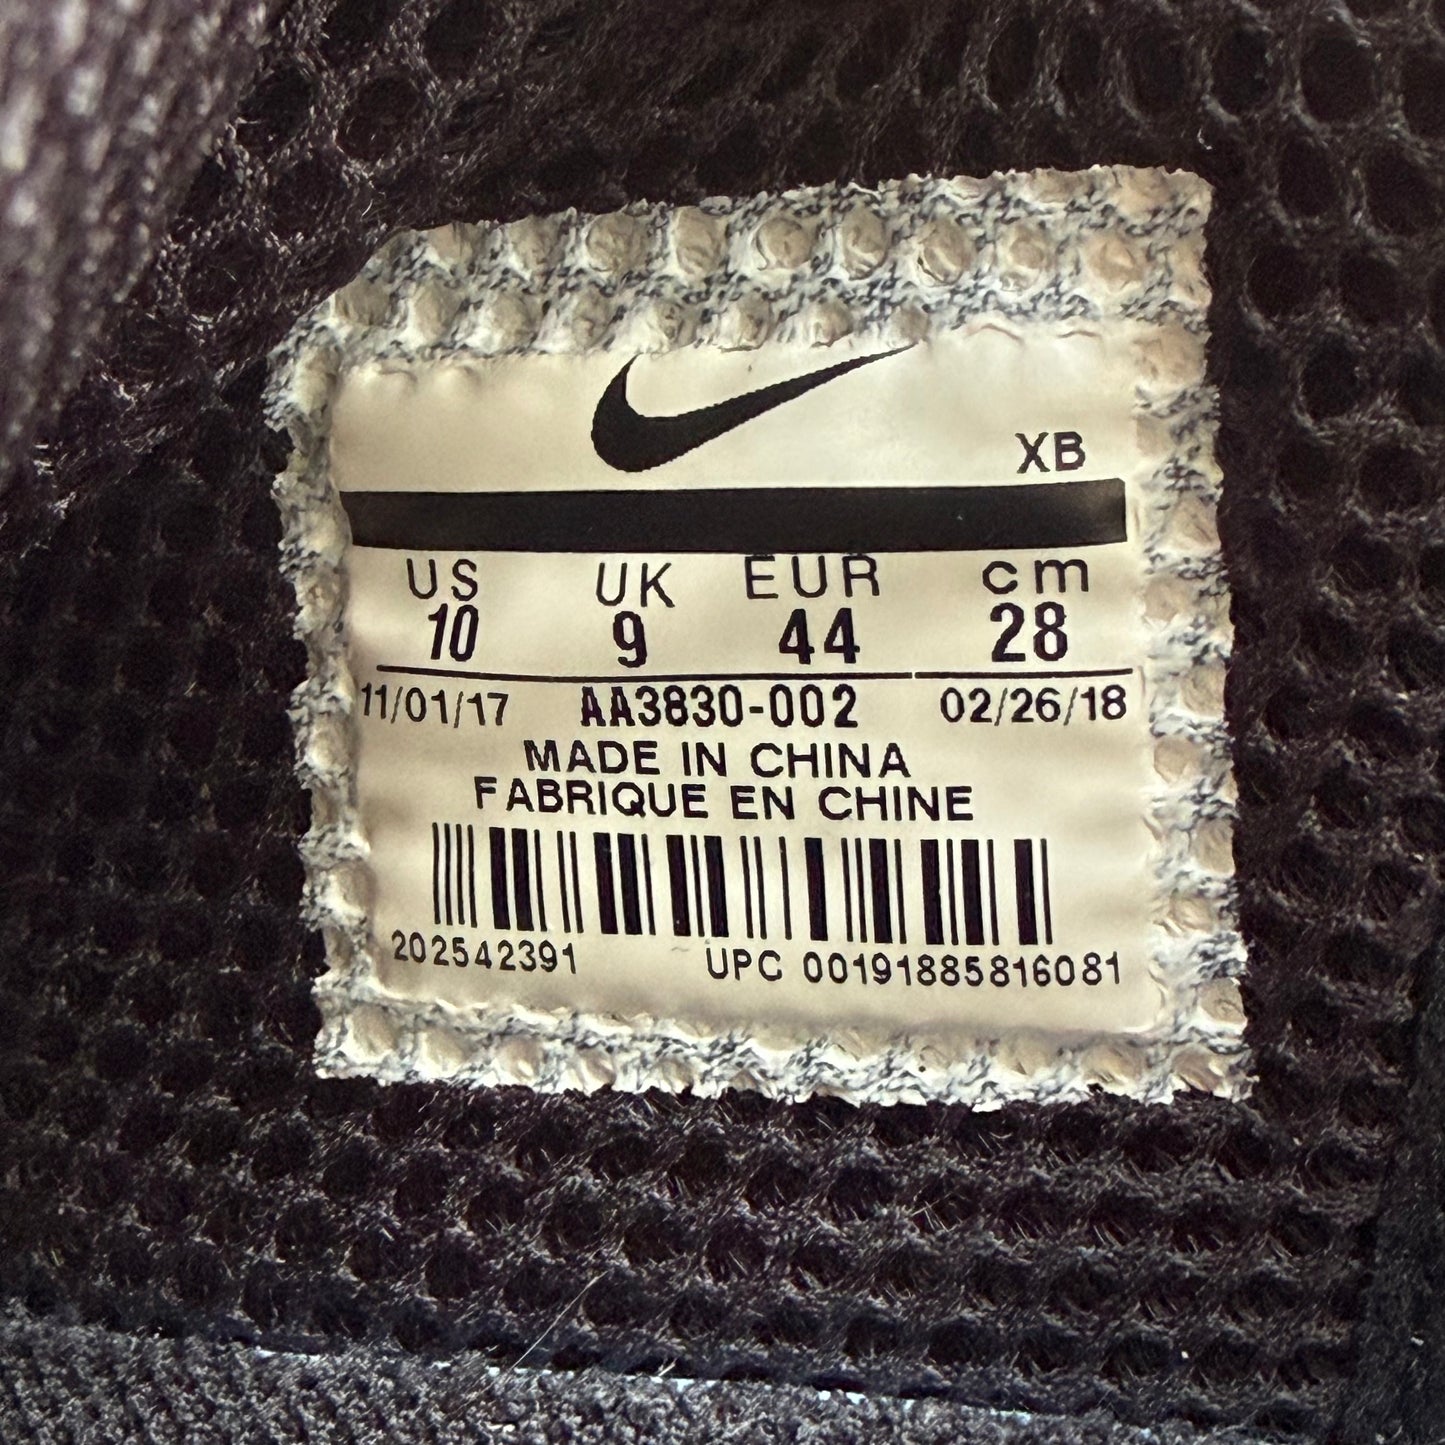 XB
US UK EUR cm
10 9 44 28
11/01/17 AA3830-002 02/26/18
MADE IN CHINA
FABRIQUE EN CHINE
202542391 UPC 00191885816081